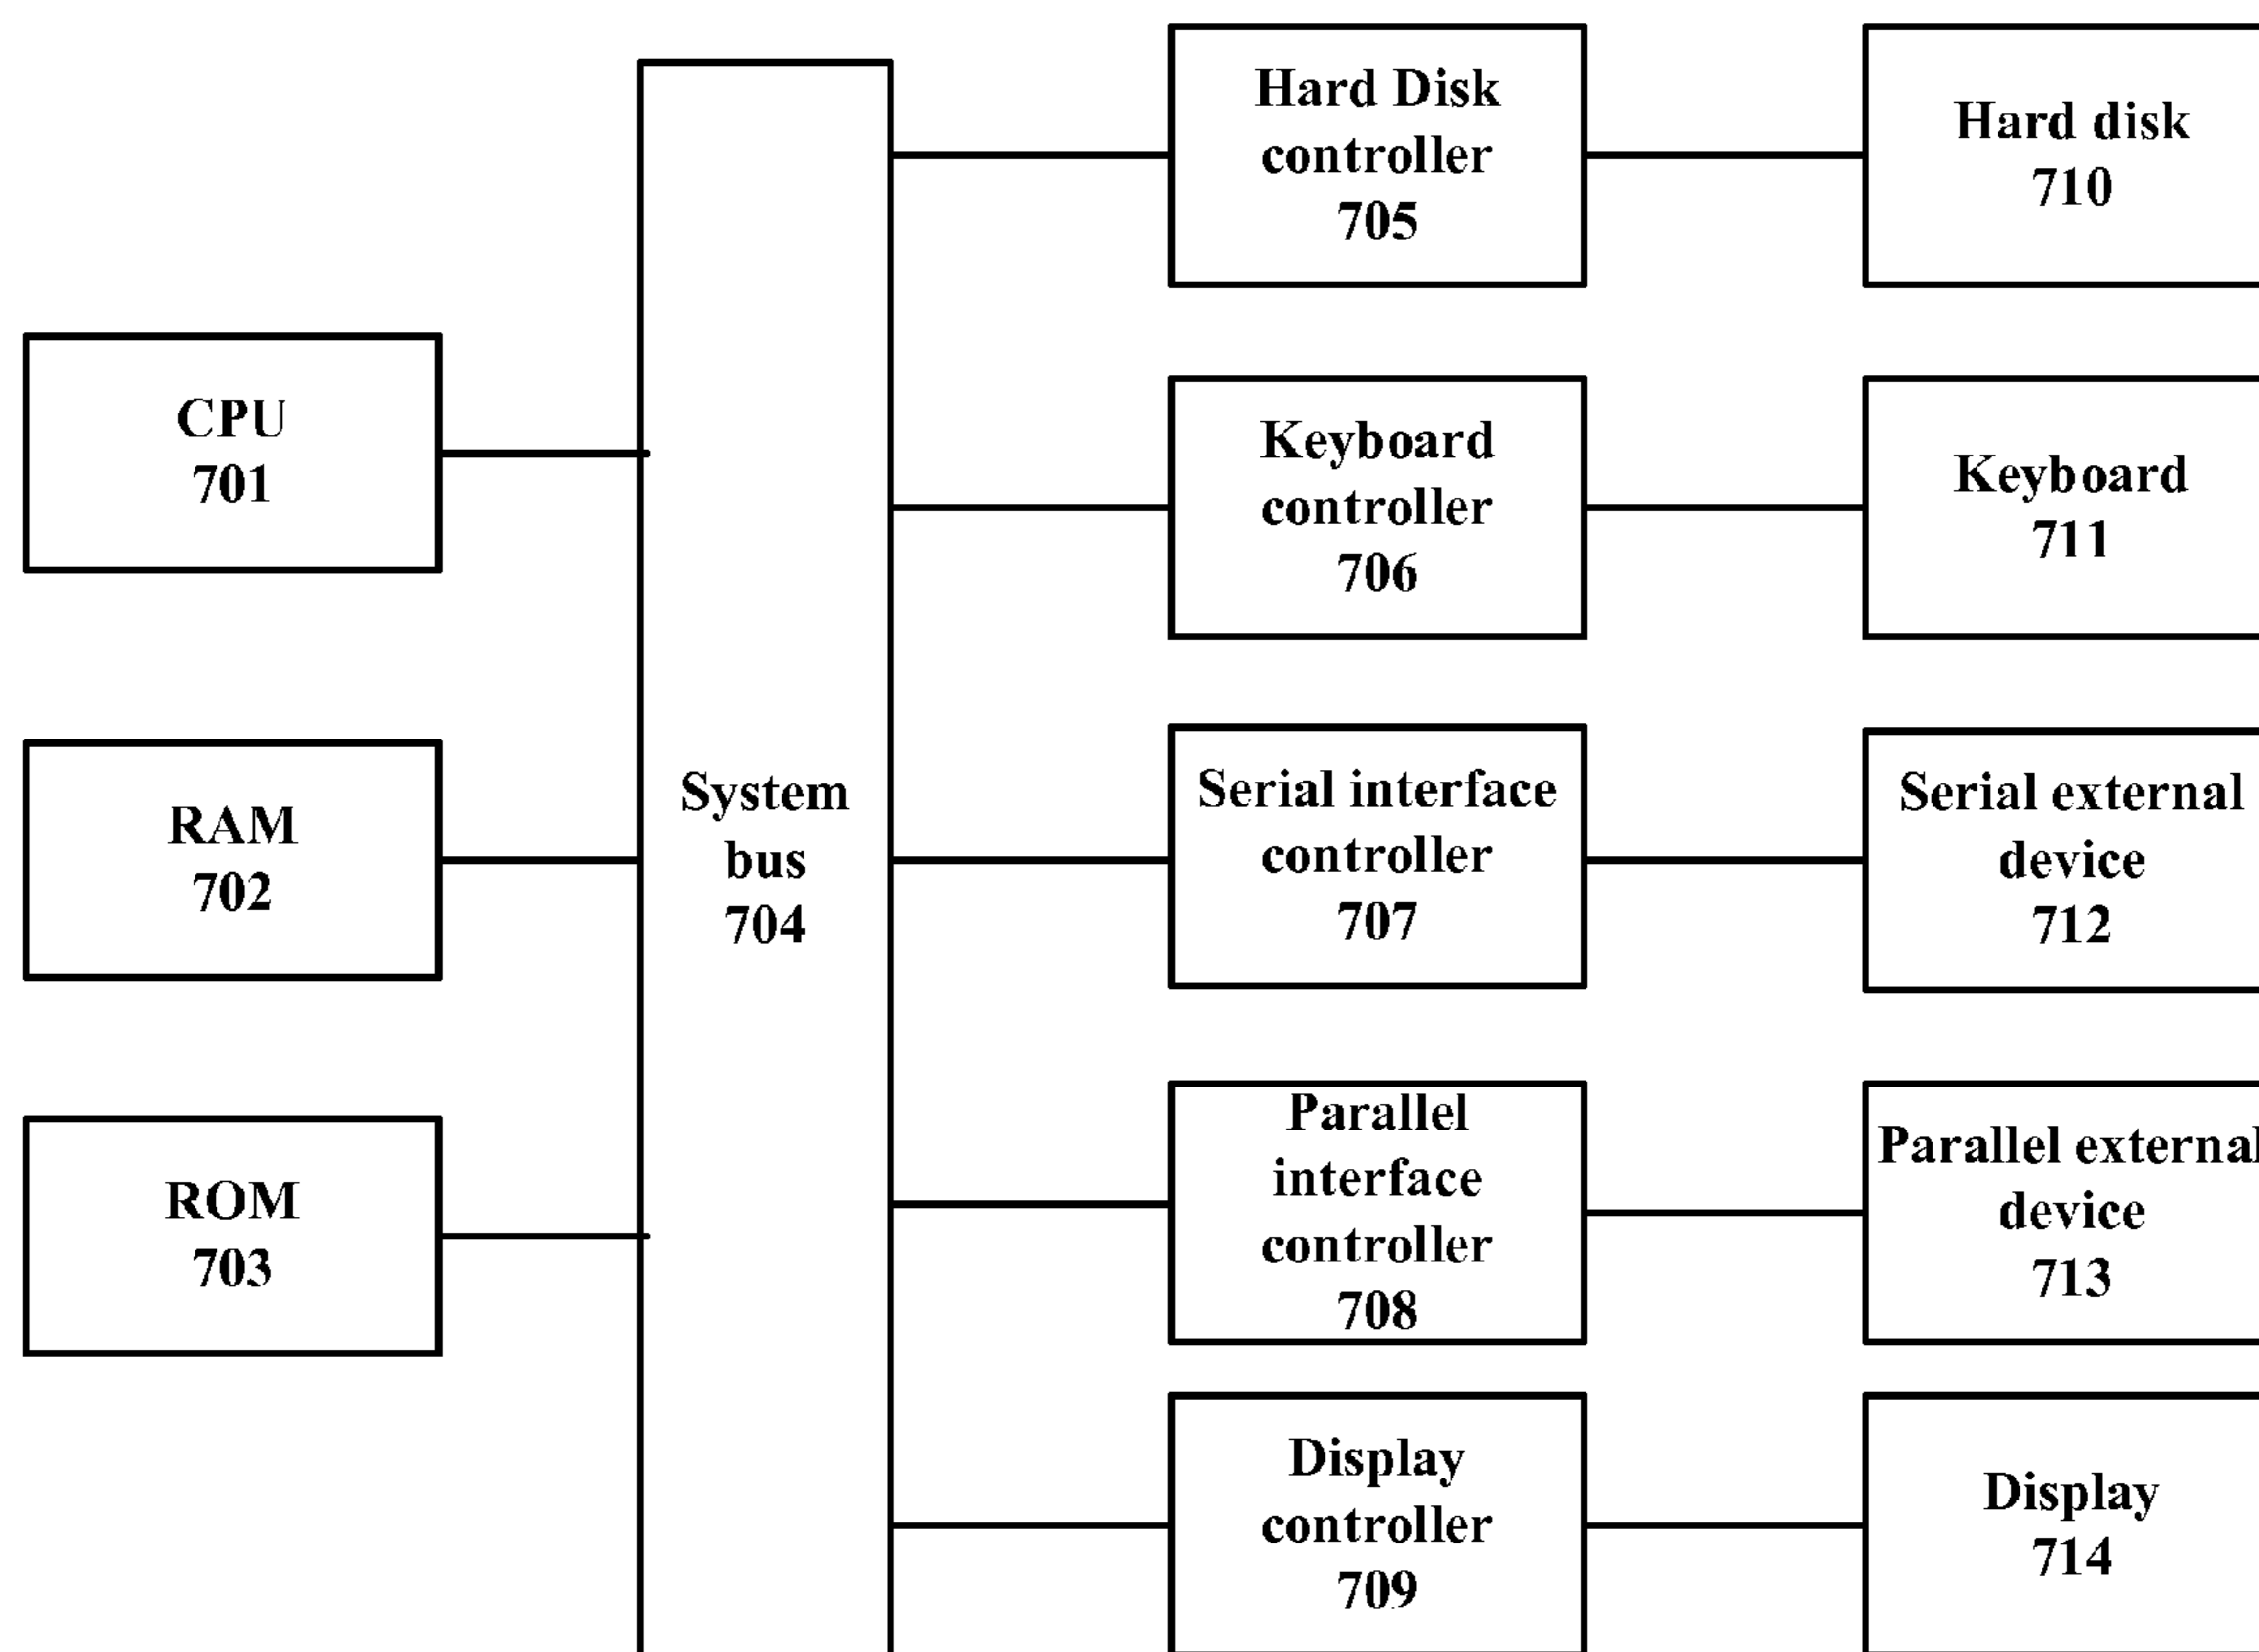 CPU
701
RAM
702
ROM
703
System
bus
704
Hard Disk
controller
705
Keyboard
controller
706
Serial interface
controller
707
Parallel
interface
controller
708
Display
controller
709
Hard disk
710
Keyboard
711
Serial external
device
712
Parallel external
device
713
Display
714